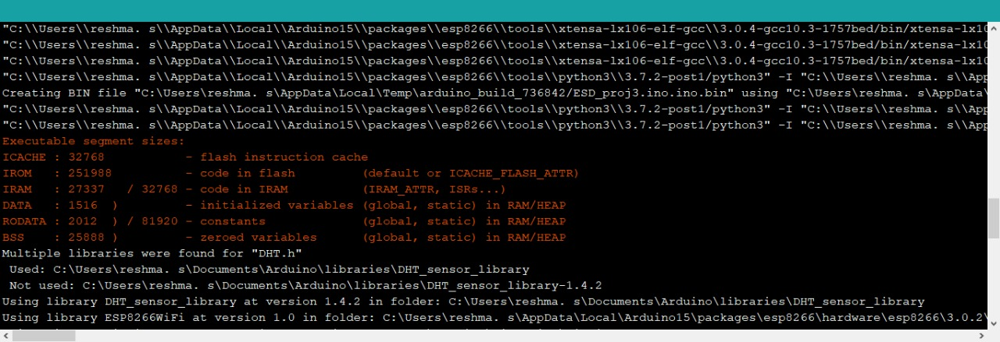 "C:\\Users\\reshma. s\\AppData\\Local\\Arduino15\\packages\\esp8266\\tools\\xtensa-lx106-elf-gcc\\3.0.4-gcc10.3-1757bed/bin/xtensa-lx10
"C:\\Users\\reshma. s\\AppData\\Local\\Arduino15\\packages\\esp8266\\tools\\xtensa-lx106-elf-gcc\\3.0.4-gcc10.3-1757bed/bin/xtensa-lx10
"C:\\Users\\reshma. s\\AppData\\Local\\Arduino15\\packages\\esp8266\\tools\\xtensa-lx106-elf-gcc\\3.0.4-gcc10.3-1757bed/bin/xtensa-lx10
"C:\\Users\\reshma. s\\AppData\\Local\\Arduino15\\packages\\esp8266\\tools\\python3\\3.7.2-post1/python3" -I "C:\\Users\\reshma. s\\App
Creating BIN file "C:\Users\reshma. s\AppData\Local\Temp\arduino_build_736842/ESD_proj3.ino.ino.bin" using "C:\Users\reshma. s\AppData\
"C:\\Users\\reshma. s\\AppData\\Local\\Arduino15\\packages\\esp8266\\tools\\python3\\3.7.2-post1/python3" -I "C:\\Users\\reshma. s\\App
"C:\\Users\\reshma. s\\AppData\\Local\\Arduino15\\packages\\esp8266\\tools\\python3\\3.7.2-post1/python3" -I "C:\\Users\\reshma. s\\App
Executable segment sizes:
ICACHE : 32768           - flash instruction cache
IROM   : 251988          - code in flash         (default or ICACHE_FLASH_ATTR)
IRAM   : 27337   / 32768 - code in IRAM          (IRAM_ATTR, ISRs...)
DATA   : 1516  )         - initialized variables (global, static) in RAM/HEAP
RODATA : 2012  ) / 81920 - constants             (global, static) in RAM/HEAP
BSS    : 25888 )         - zeroed variables      (global, static) in RAM/HEAP
Multiple libraries were found for "DHT.h"
 Used: C:\Users\reshma. s\Documents\Arduino\libraries\DHT_sensor_library
 Not used: C:\Users\reshma. s\Documents\Arduino\libraries\DHT_sensor_library-1.4.2
Using library DHT_sensor_library at version 1.4.2 in folder: C:\Users\reshma. s\Documents\Arduino\libraries\DHT_sensor_library
Using library ESP8266WiFi at version 1.0 in folder: C:\Users\reshma. s\AppData\Local\Arduino15\packages\esp8266\hardware\esp8266\3.0.2\